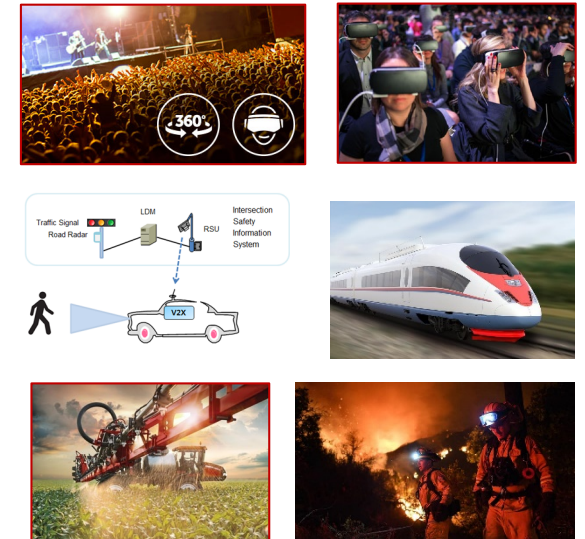 360°
LDM
Traffic Signal
Road Radar
RSU
Intersection
Safety
Information
System
V2X